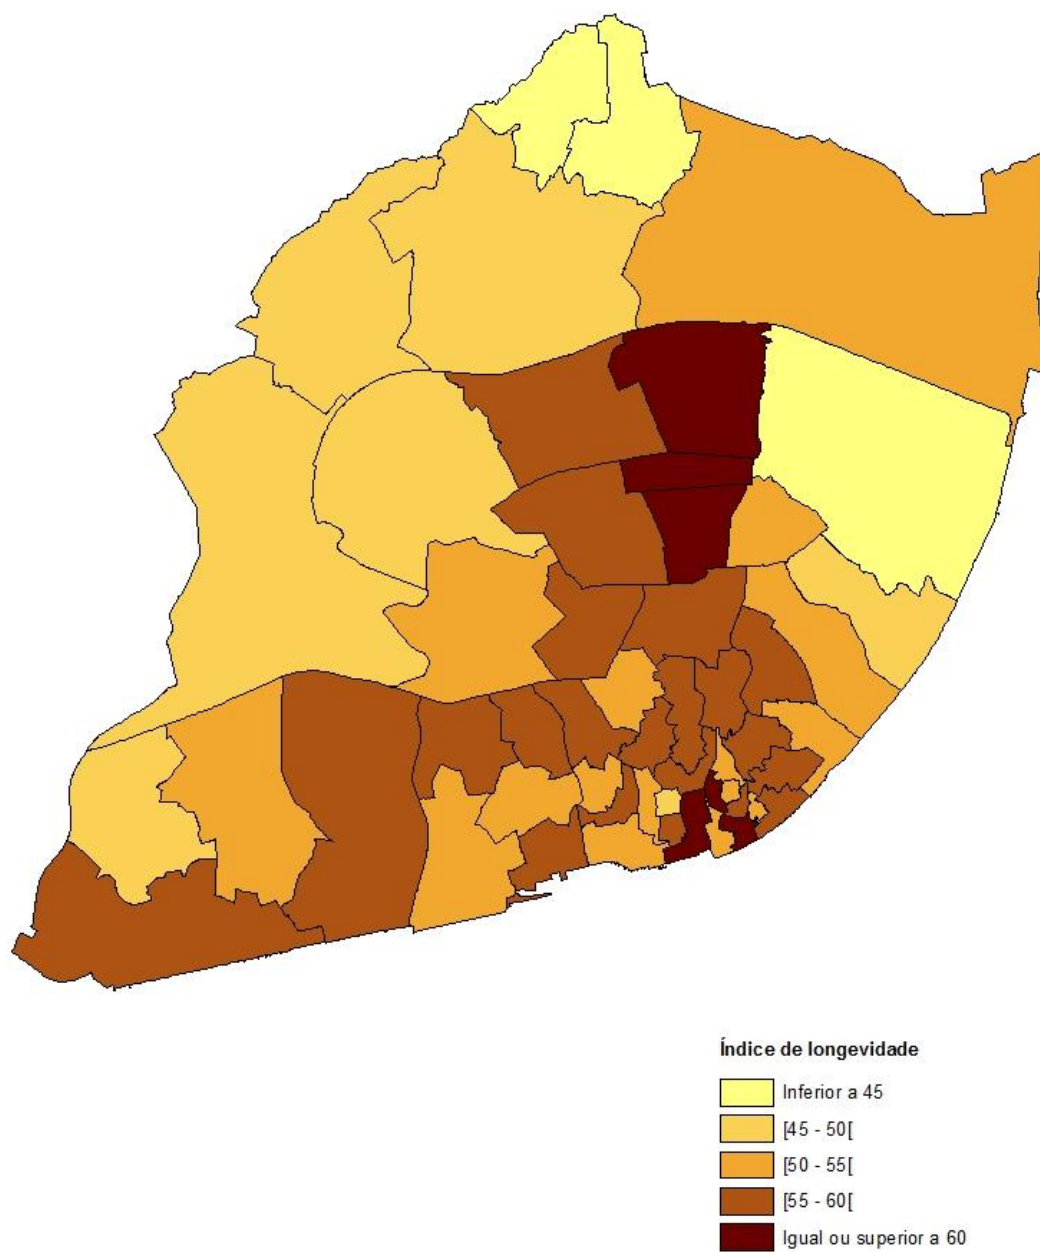 Índice de longevidade
Inferior a 45
[45 - 50[
[50 - 55[
[55 - 60[
Igual ou superior a 60